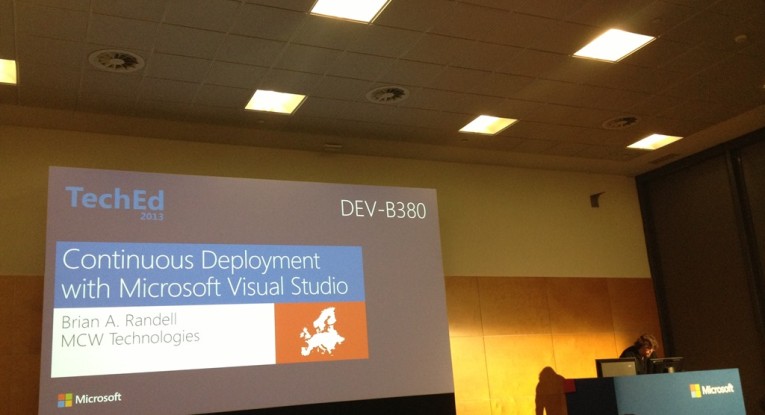 TechEd
2013
DEV-B380
Continuous Deployment
with Microsoft Visual Studio
Brian A. Randell
MCW Technologies
Microsoft
Microsoft